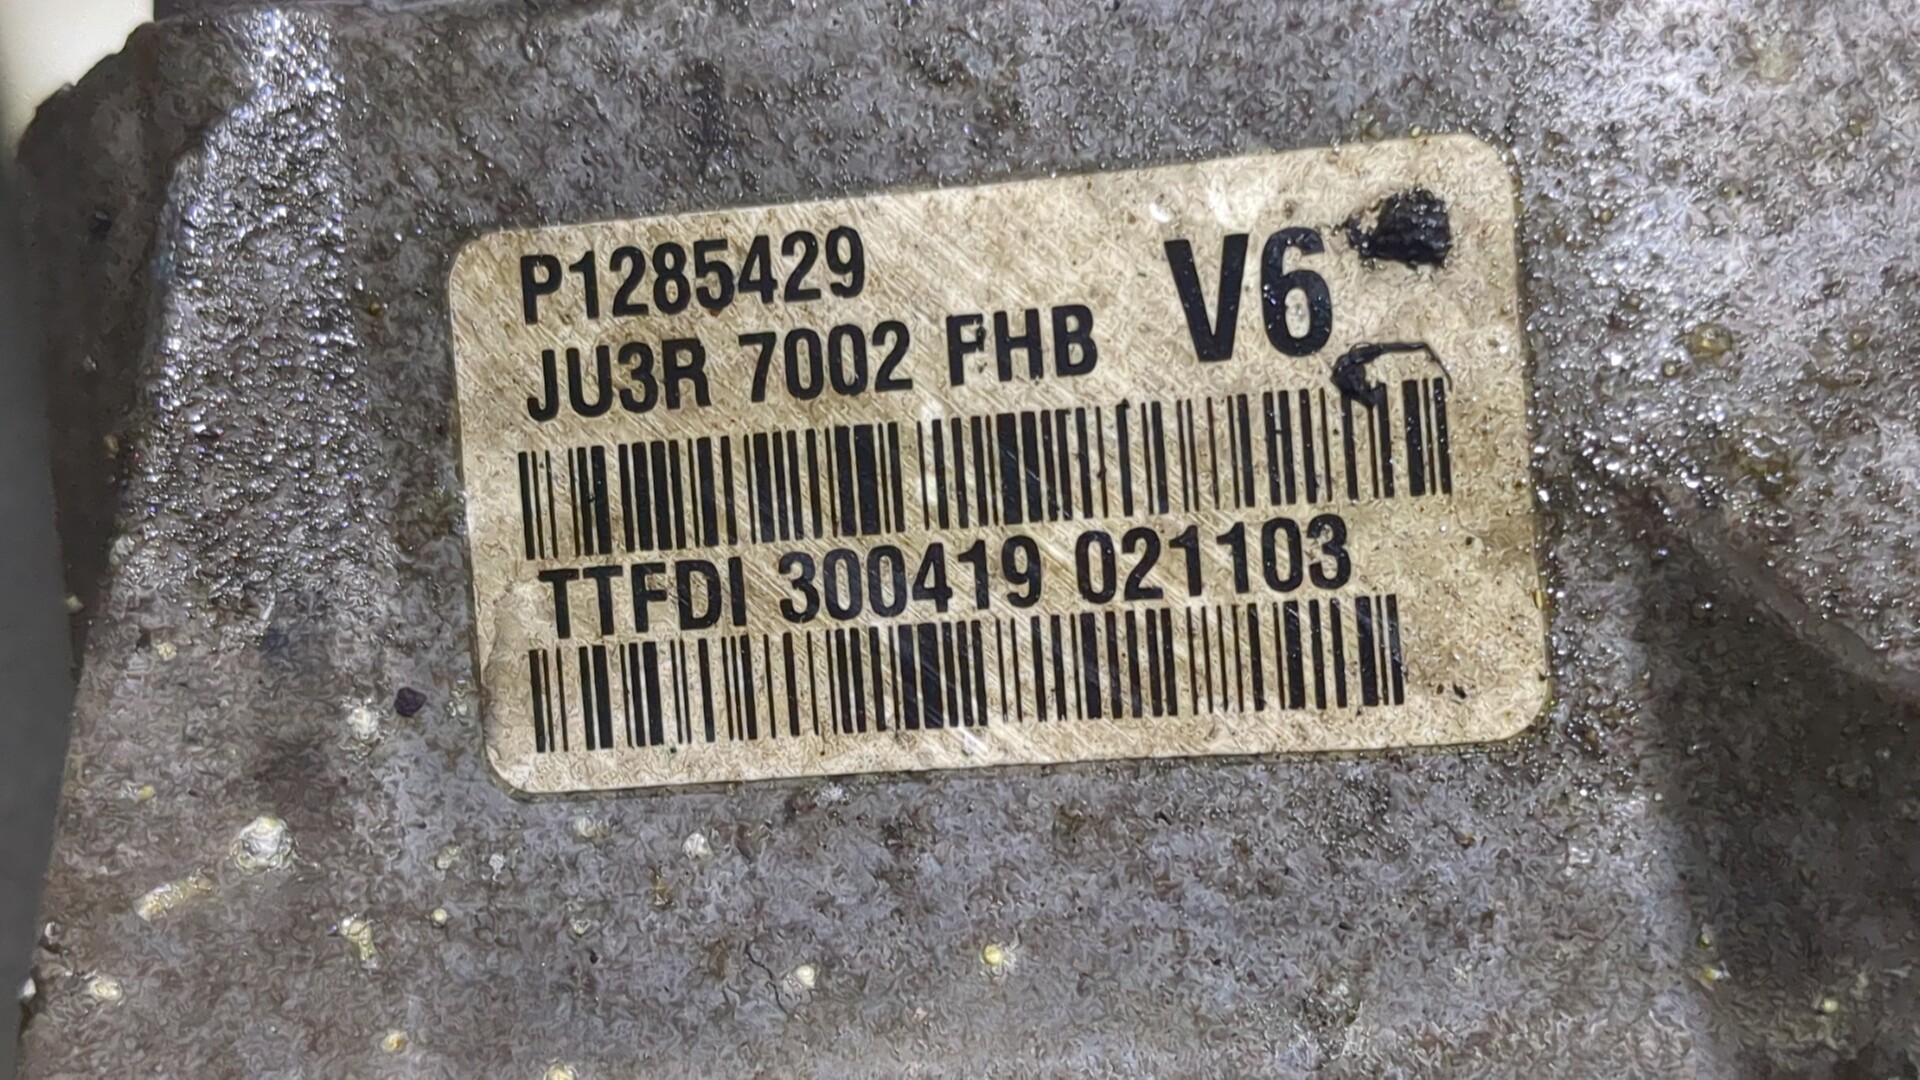 P1285429
V6
JU3R 7002 FHB
TTFDI 300419 021103